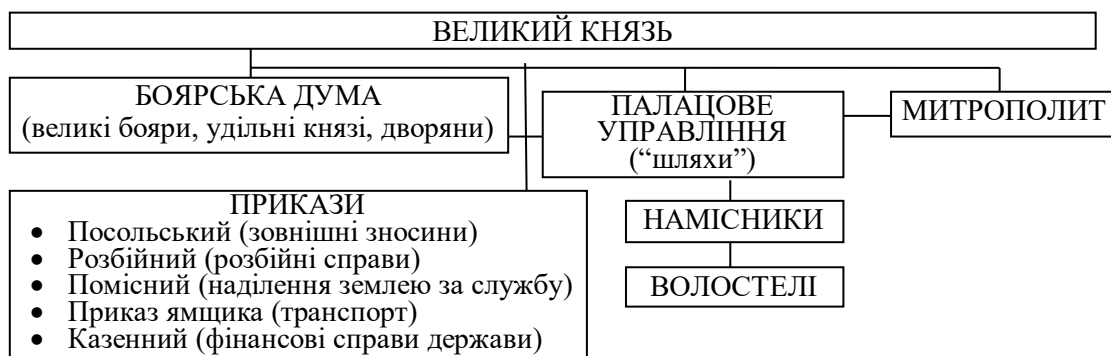 ВЕЛИКИЙ КНЯЗЬ
БОЯРСЬКА ДУМА
(великі бояри, удільні князі, дворяни)
ПАЛАЦОВЕ
УПРАВЛІННЯ
(“шляхи”)
МИТРОПОЛИТ
ПРИКАЗИ
• Посольський (зовнішні зносини)
• Розбійний (розбійні справи)
• Помісний (наділення землею за службу)
• Приказ ямщика (транспорт)
• Казенний (фінансові справи держави)
НАМІСНИКИ
ВОЛОСТЕЛІ